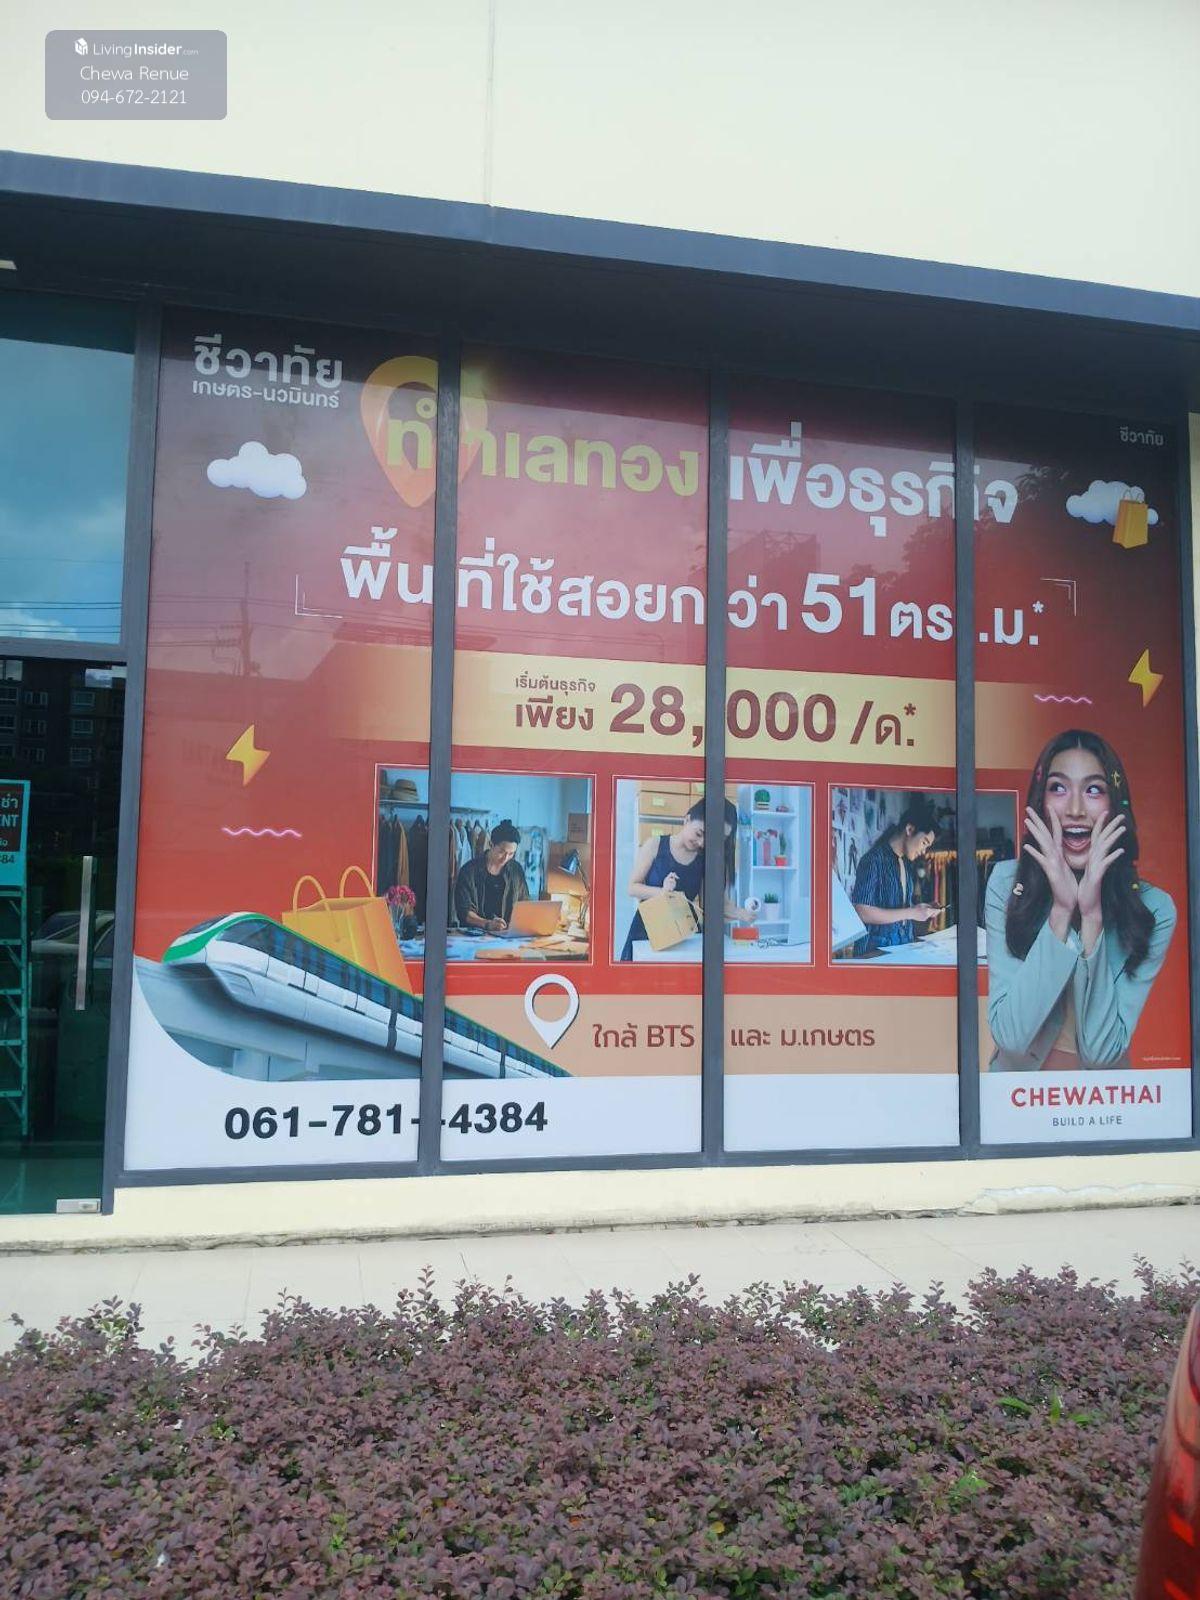 LivingInsider.com
Chewa Renue
094-672-2121
ชีวาทัย
เกษตร-นวมินทร์
ทำเลทอง เพื่อธุรกิจ
ชีวาทัย
พื้นที่ใช้สอยกว่า 51 ตร.ม.*
เริ่มต้นธุรกิจ
เพียง 28,000 /ด.*
ช่า
ENT
384
ใกล้ BTS และ ม.เกษตร
061-781-4384
CHEWATHAI
BUILD A LIFE